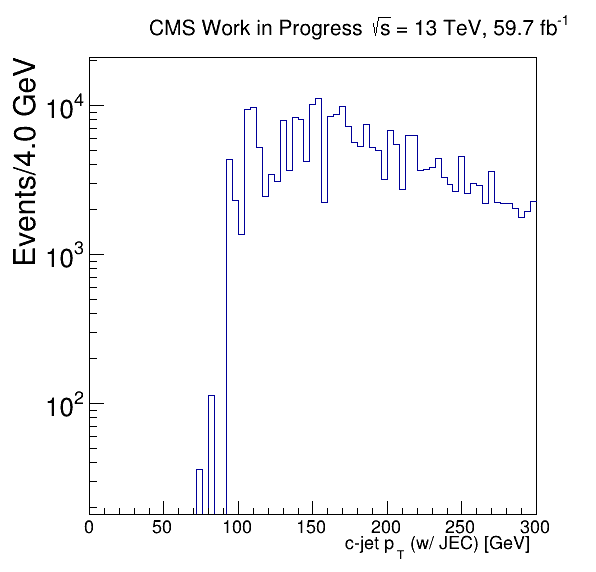 CMS Work in Progress √s = 13 TeV, 59.7 fb⁻¹
Events/4.0 GeV
10⁴
10³
10²
0 50 100 150 200 250 300
c-jet p_T (w/ JEC) [GeV]